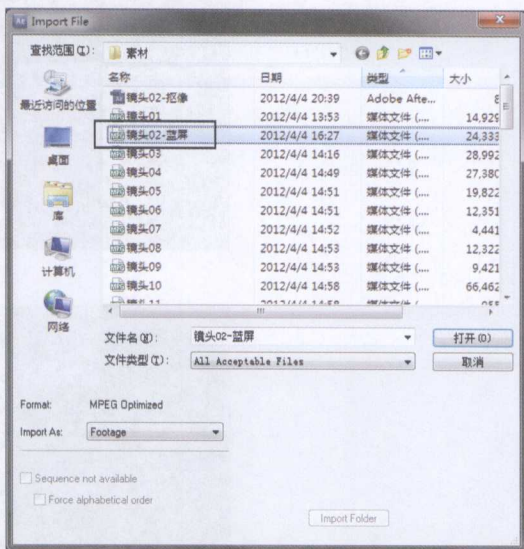 Ae Import File
查找范围(I): 素材
名称 日期 类型 大小
镜头02-抠像 2012/4/4 20:39 Adobe Afte... 8
镜头01 2012/4/4 13:53 媒体文件 (.... 14,929
镜头02-蓝屏 2012/4/4 16:27 媒体文件 (.... 24,333
镜头03 2012/4/4 14:16 媒体文件 (.... 28,992
镜头04 2012/4/4 14:49 媒体文件 (.... 27,380
镜头05 2012/4/4 14:51 媒体文件 (.... 19,822
镜头06 2012/4/4 14:51 媒体文件 (.... 12,351
镜头07 2012/4/4 14:52 媒体文件 (.... 4,441
镜头08 2012/4/4 14:53 媒体文件 (.... 12,322
镜头09 2012/4/4 14:53 媒体文件 (.... 9,421
镜头10 2012/4/4 14:58 媒体文件 (.... 66,462
镜头11 2012/4/4 14:58
最近访问的位置
桌面
库
计算机
网络
文件名(N): 镜头02-蓝屏 打开(O)
文件类型(T): All Acceptable Files 取消
Format: MPEG Optimized
Import As: Footage
Sequence not available
Force alphabetical order
Import Folder